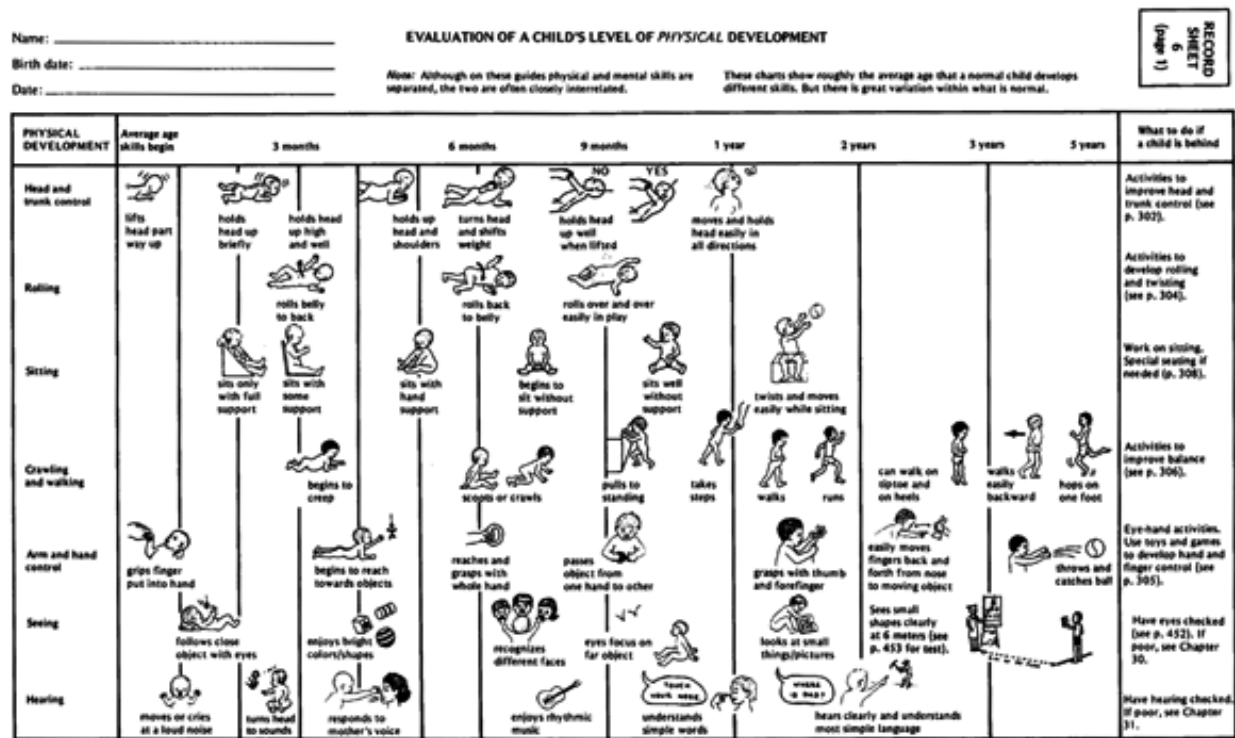 Name:
Birth date:
Date:
EVALUATION OF A CHILD'S LEVEL OF PHYSICAL DEVELOPMENT
Note: Although on these guides physical and mental skills are
separated, the two are often closely interrelated.
These charts show roughly the average age that a normal child develops
different skills. But there is great variation within what is normal.
RECORD
SHEET
6
(page 1)
PHYSICAL
DEVELOPMENT
Average age
skills begin
3 months
6 months
9 months
1 year
2 years
3 years
5 years
What to do if
a child is behind
Head and
trunk control
lifts
head part
way up
holds
head up
briefly
holds head
up high
and well
holds up
head and
shoulders
turns head
and shifts
weight
NO
YES
holds head
up well
when lifted
moves and holds
head easily in
all directions
Activities to
improve head and
trunk control (see
p. 302).
Rolling
rolls belly
to back
rolls back
to belly
rolls over and over
easily in play
Activities to
develop rolling
and twisting
(see p. 304).
Sitting
sits only
with full
support
sits with
some
support
sits with
hand
support
begins to
sit without
support
sits well
without
support
twists and moves
easily while sitting
Work on sitting.
Special seating if
needed (p. 308).
Crawling
and walking
begins to
creep
scoots or crawls
pulls to
standing
takes
steps
walks
runs
can walk on
tiptoe and
on heels
walks
easily
backward
hops on
one foot
Activities to
improve balance
(see p. 306).
Arm and hand
control
grips finger
put into hand
begins to reach
towards objects
reaches and
grasps with
whole hand
passes
object from
one hand to other
grasps with thumb
and forefinger
easily moves
fingers back and
forth from nose
to moving object
throws and
catches ball
Eye-hand activities.
Use toys and games
to develop hand and
finger control (see
p. 305).
Seeing
follows close
object with eyes
enjoys bright
colors/shapes
recognizes
different faces
eyes focus on
far object
looks at small
things/pictures
Sees small
shapes clearly
at 6 meters (see
p. 453 for test).
Have eyes checked
(see p. 452). If
poor, see Chapter
30.
Hearing
moves or cries
at a loud noise
turns head
to sounds
responds to
mother's voice
enjoys rhythmic
music
TOUCH
YOUR NOSE
understands
simple words
WHERE
IS PAD?
hears clearly and understands
most simple language
Have hearing checked.
If poor, see Chapter
31.